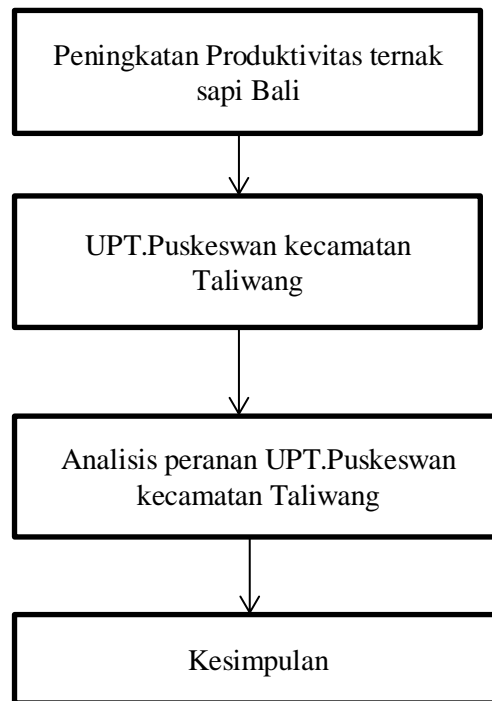 Peningkatan Produktivitas ternak
sapi Bali
UPT.Puskeswan kecamatan
Taliwang
Analisis peranan UPT.Puskeswan
kecamatan Taliwang
Kesimpulan